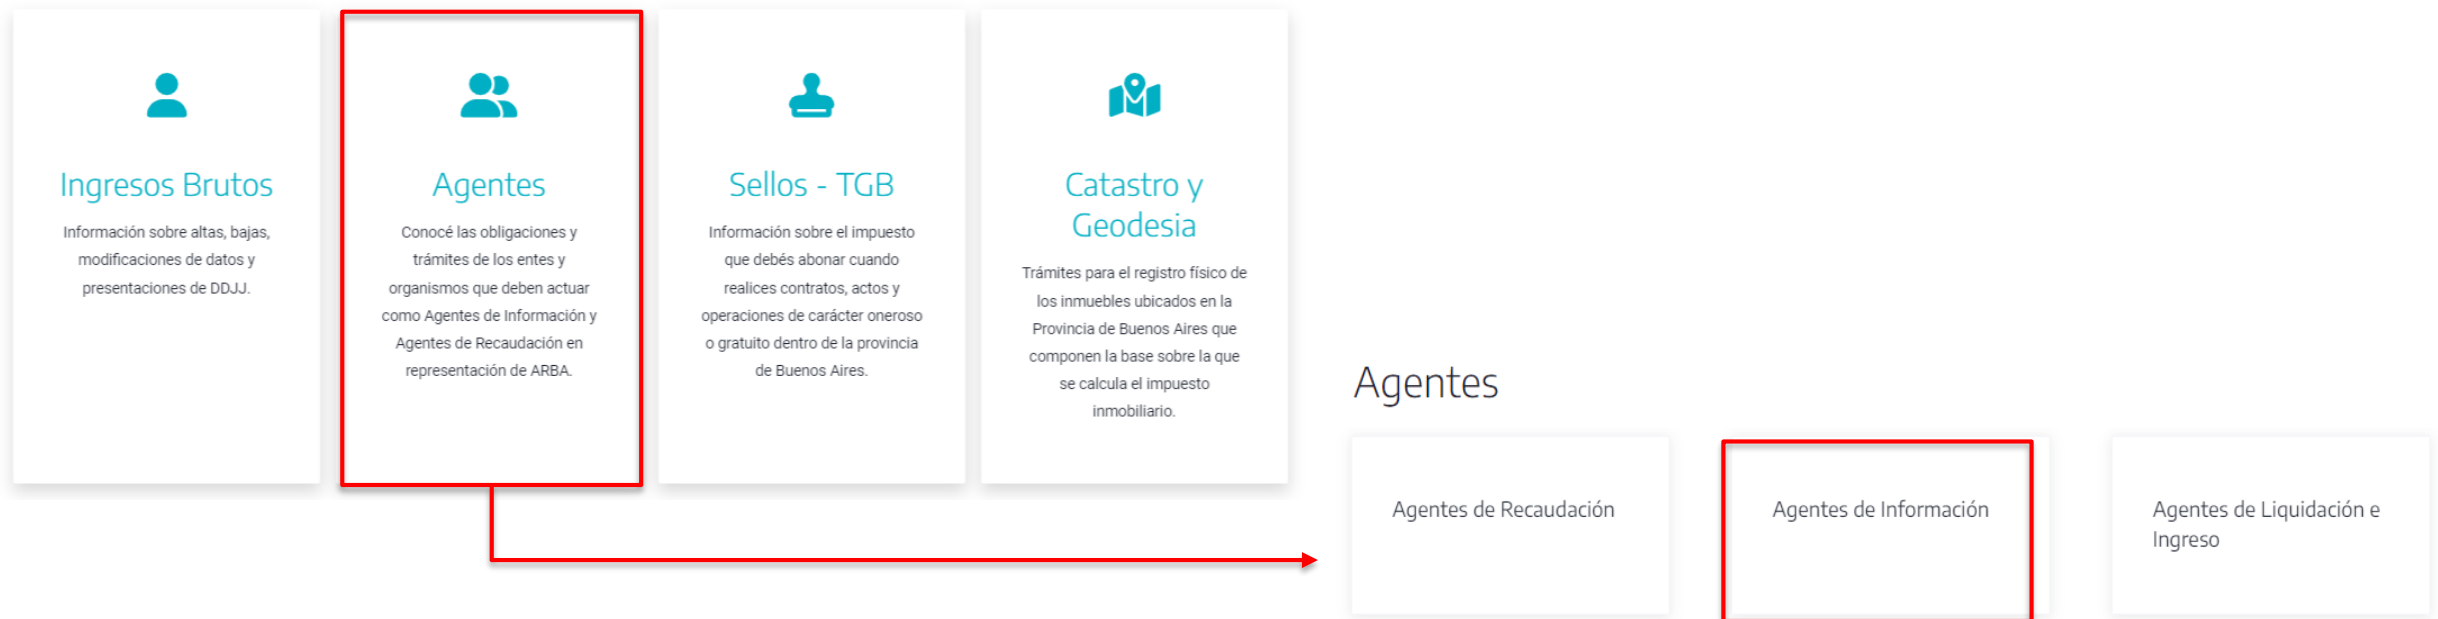 Ingresos Brutos
Información sobre altas, bajas,
modificaciones de datos y
presentaciones de DDJJ.
Agentes
Conocé las obligaciones y
trámites de los entes y
organismos que deben actuar
como Agentes de Información y
Agentes de Recaudación en
representación de ARBA.
Sellos - TGB
Información sobre el impuesto
que debés abonar cuando
realices contratos, actos y
operaciones de carácter oneroso
o gratuito dentro de la provincia
de Buenos Aires.
Catastro y
Geodesia
Trámites para el registro físico de
los inmuebles ubicados en la
Provincia de Buenos Aires que
componen la base sobre la que
se calcula el impuesto
inmobiliario.
Agentes
Agentes de Recaudación
Agentes de Información
Agentes de Liquidación e
Ingreso